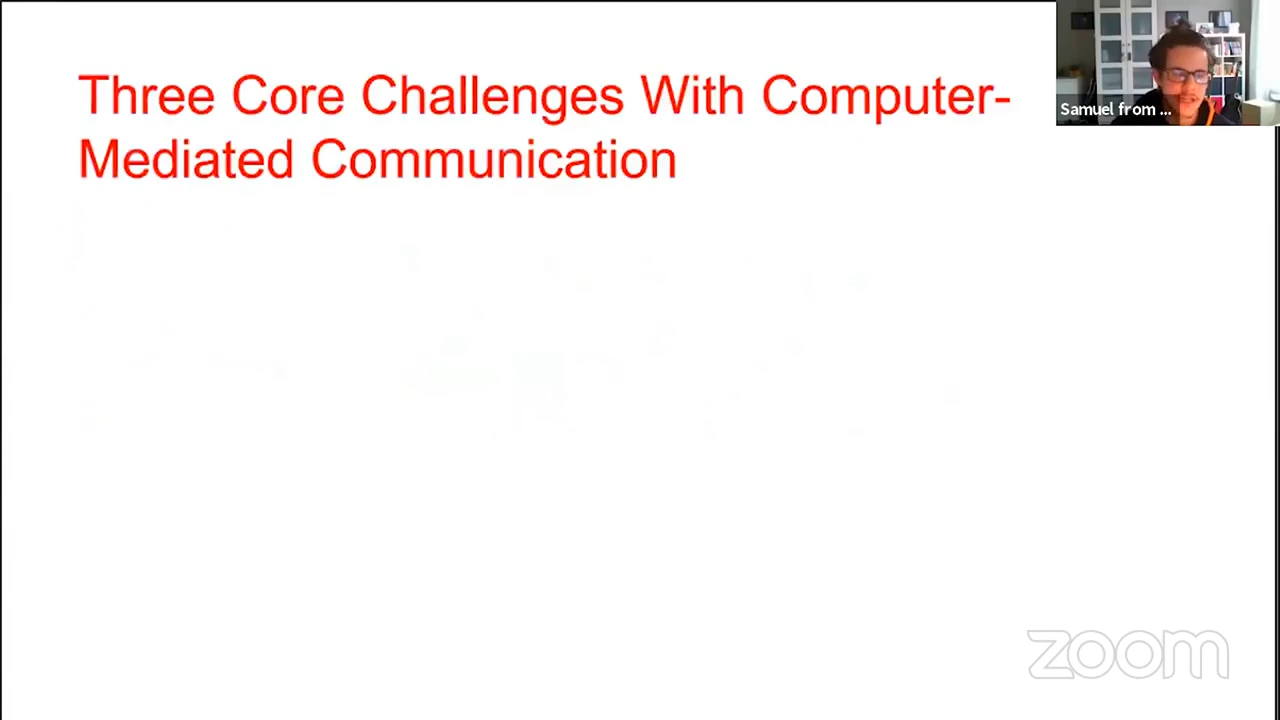 Three Core Challenges With Computer-
Mediated Communication
Samuel from ...
zoom